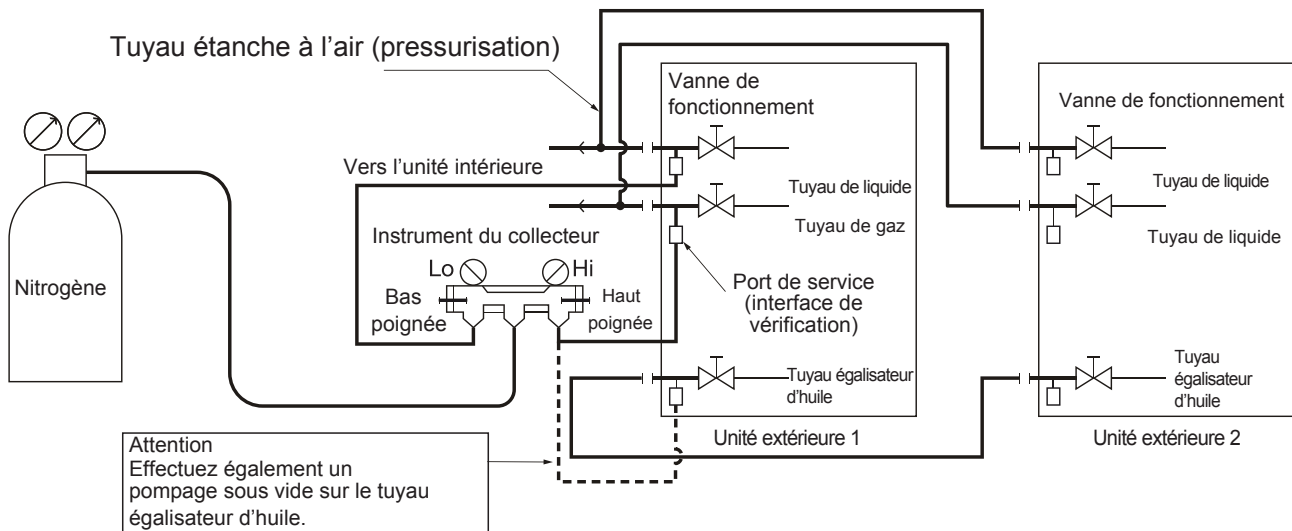 Tuyau étanche à l'air (pressurisation)
Vanne de
fonctionnement
Vanne de fonctionnement
Vers l'unité intérieure
Tuyau de liquide
Tuyau de gaz
Tuyau de liquide
Tuyau de liquide
Instrument du collecteur
Lo
Hi
Nitrogène
Bas
poignée
Haut
poignée
Port de service
(interface de
vérification)
Tuyau égalisateur
d'huile
Tuyau
égalisateur
d'huile
Unité extérieure 1
Unité extérieure 2
Attention
Effectuez également un
pompage sous vide sur le tuyau
égalisateur d'huile.